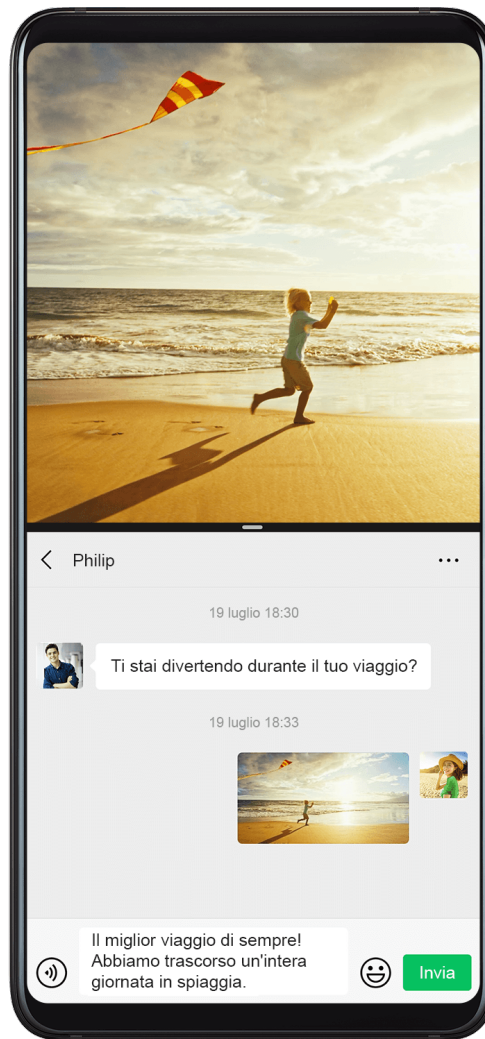 Philip
19 luglio 18:30
Ti stai divertendo durante il tuo viaggio?
19 luglio 18:33
Il miglior viaggio di sempre!
Abbiamo trascorso un'intera
giornata in spiaggia.
Invia